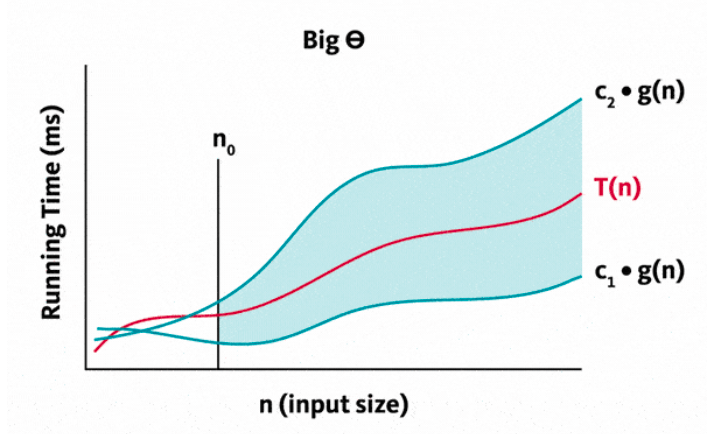 Big Ɵ
c₂ • g(n)
n₀
T(n)
c₁ • g(n)
Running Time (ms)
n (input size)